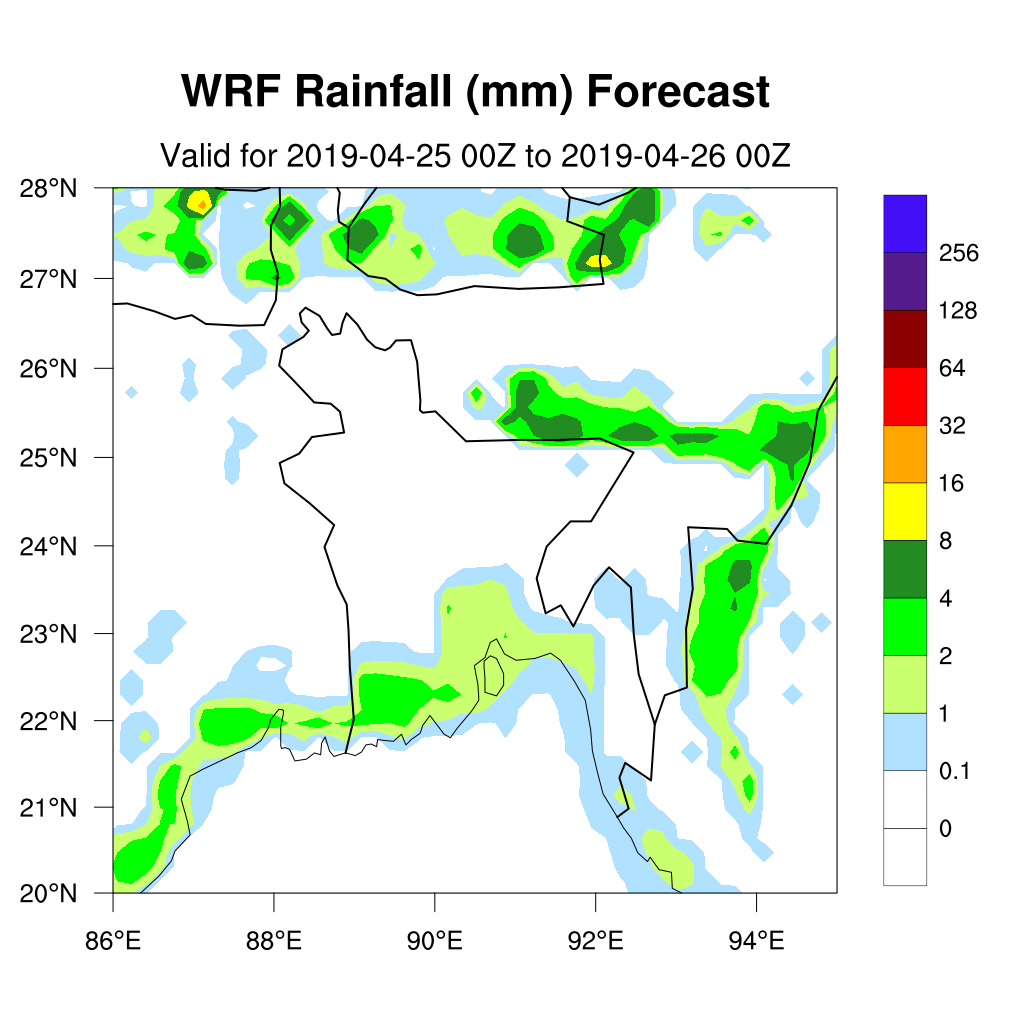 WRF Rainfall (mm) Forecast
Valid for 2019-04-25 00Z to 2019-04-26 00Z
28°N
27°N
26°N
25°N
24°N
23°N
22°N
21°N
20°N
86°E 88°E 90°E 92°E 94°E
256
128
64
32
16
8
4
2
1
0.1
0